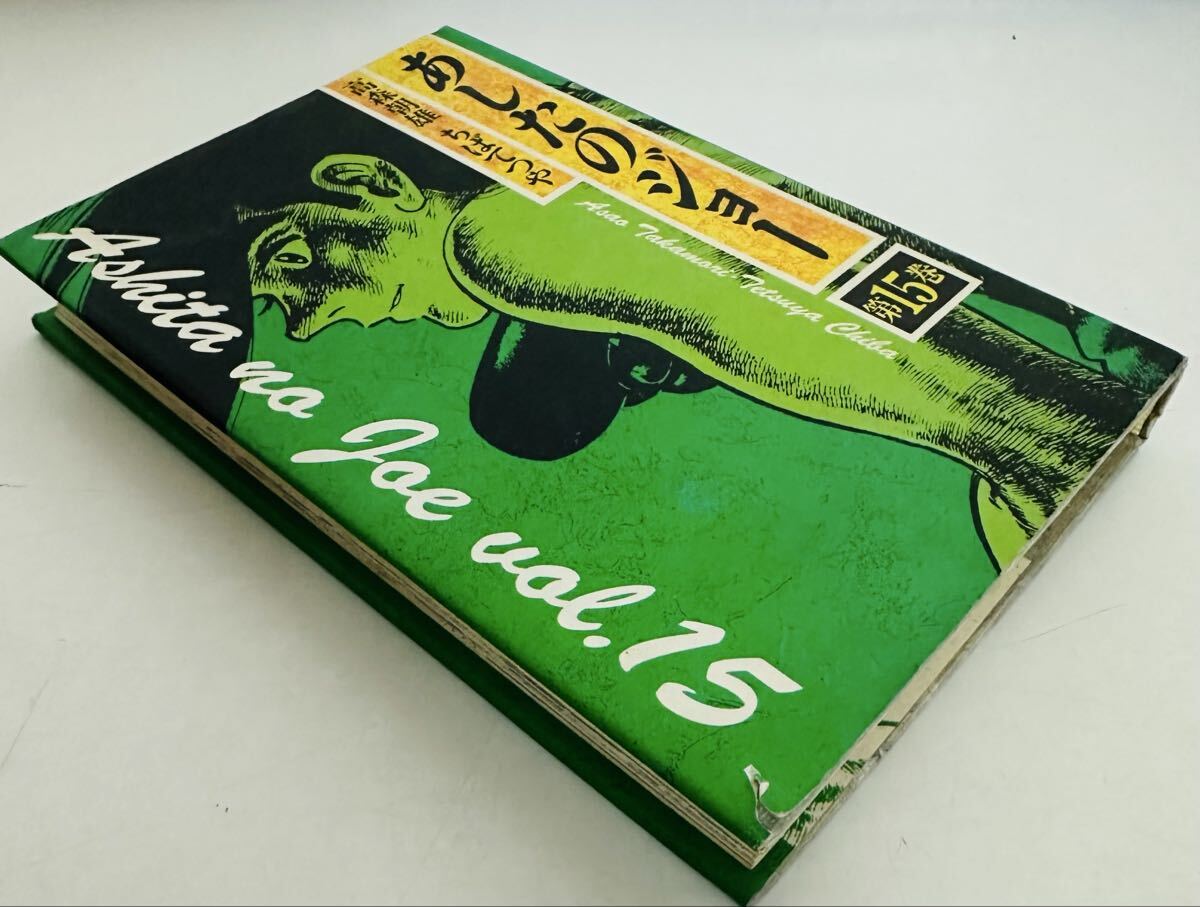 あしたのジョー
高森朝雄 ちばてつや
Asao Takamori・Tetsuya Chiba
第15巻
Ashita no Joe vol.15